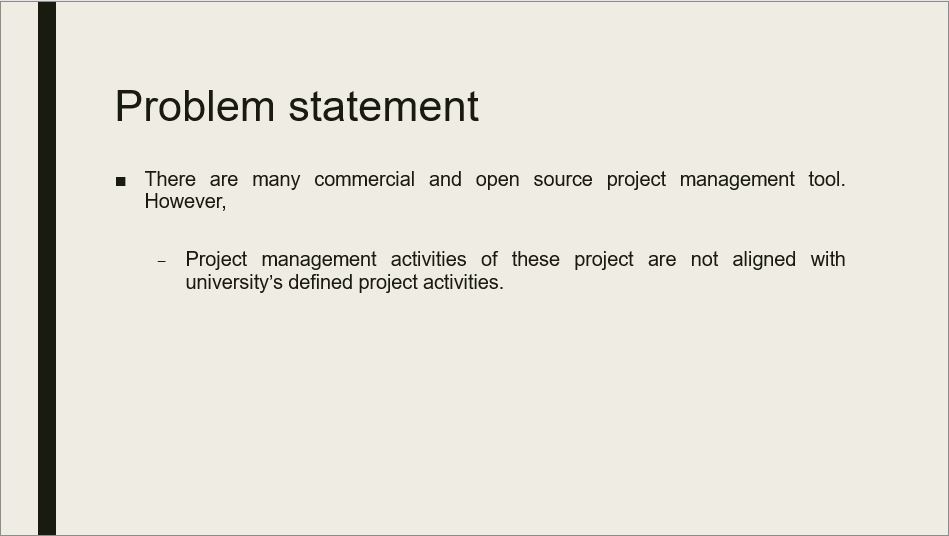 Problem statement
■ There are many commercial and open source project management tool.
However,
– Project management activities of these project are not aligned with
university’s defined project activities.